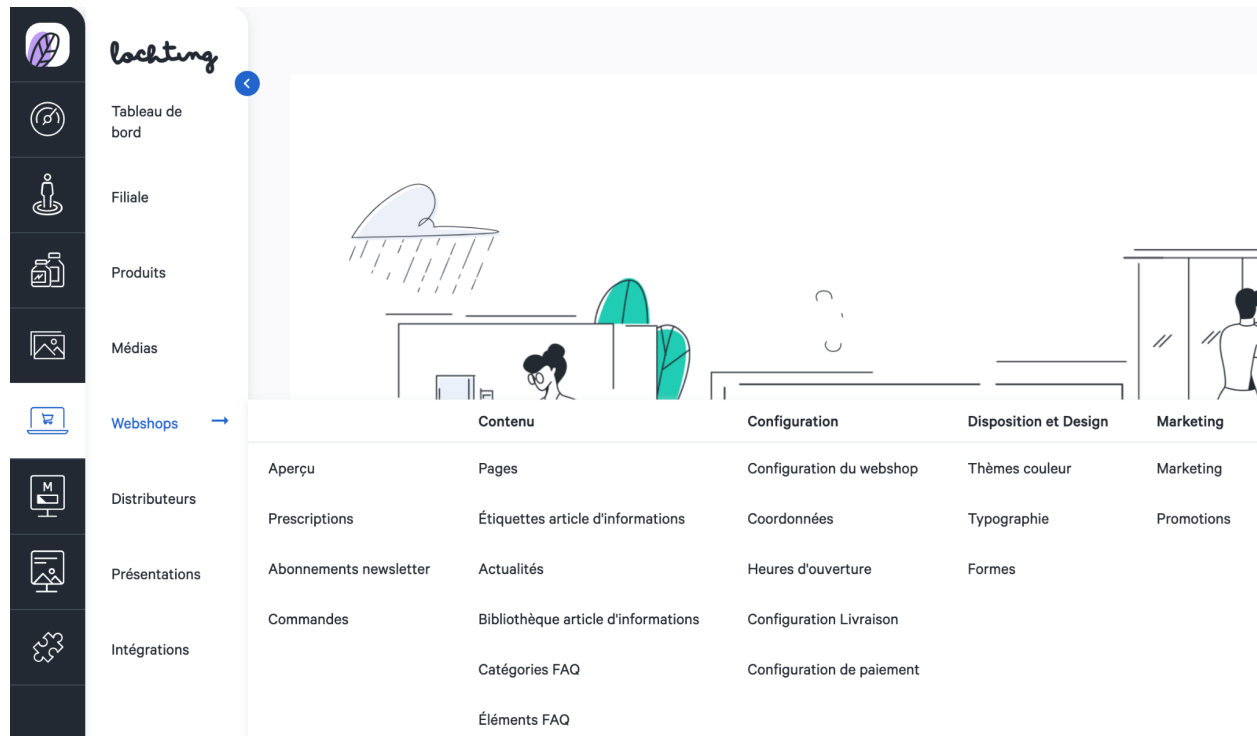 lochting
Tableau de
bord
Filiale
Produits
Médias
Webshops
Distributeurs
Présentations
Intégrations
Contenu Configuration Disposition et Design Marketing
Aperçu Pages Configuration du webshop Thèmes couleur Marketing
Prescriptions Étiquettes article d'informations Coordonnées Typographie Promotions
Abonnements newsletter Actualités Heures d'ouverture Formes
Commandes Bibliothèque article d'informations Configuration Livraison
Catégories FAQ Configuration de paiement
Éléments FAQ
M